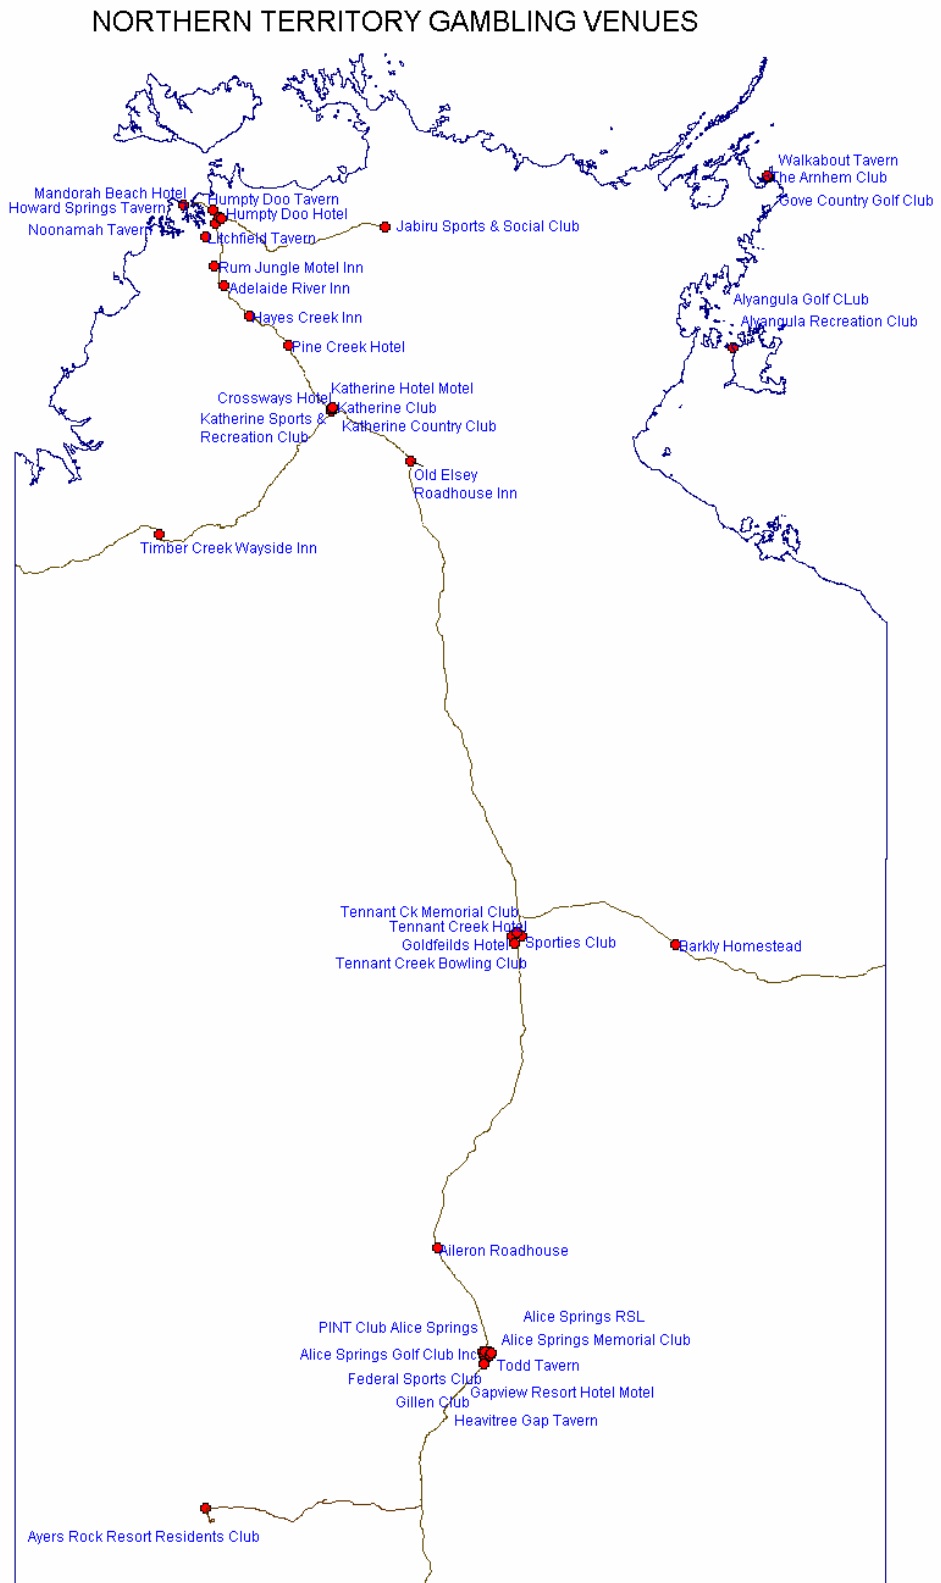 NORTHERN TERRITORY GAMBLING VENUES
Walkabout Tavern
The Arnhem Club
Gove Country Golf Club
Mandorah Beach Hotel
Humpty Doo Tavern
Howard Springs Tavern
Humpty Doo Hotel
Noonamah Tavern
Litchfield Tavern
Jabiru Sports & Social Club
Rum Jungle Motel Inn
Adelaide River Inn
Alyangula Golf CLub
Alyangula Recreation Club
Hayes Creek Inn
Pine Creek Hotel
Katherine Hotel Motel
Crossways Hotel
Katherine Club
Katherine Sports &
Recreation Club
Katherine Country Club
Old Elsey
Roadhouse Inn
Timber Creek Wayside Inn
Tennant Ck Memorial Club
Tennant Creek Hotel
Goldfeilds Hotel
Sporties Club
Barkly Homestead
Tennant Creek Bowling Club
Aileron Roadhouse
Alice Springs RSL
PINT Club Alice Springs
Alice Springs Memorial Club
Alice Springs Golf Club Inc
Todd Tavern
Federal Sports Club
Gapview Resort Hotel Motel
Gillen Club
Heavitree Gap Tavern
Ayers Rock Resort Residents Club